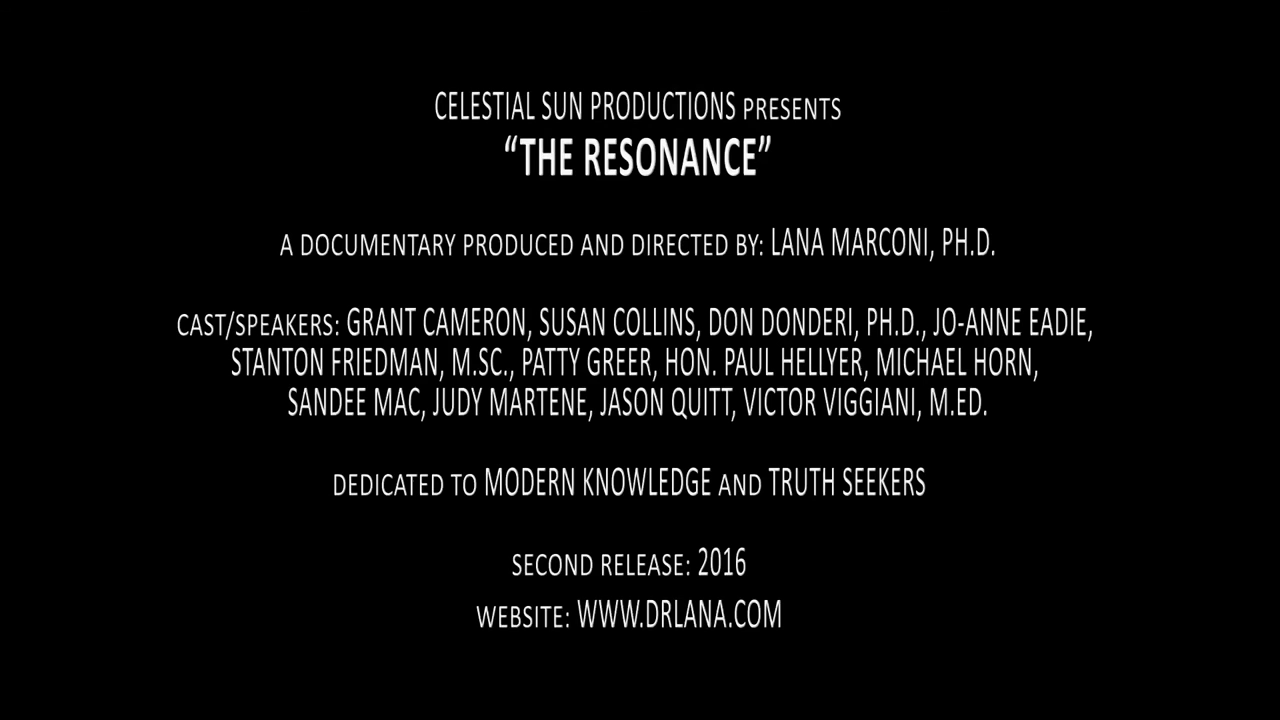 CELESTIAL SUN PRODUCTIONS PRESENTS
“THE RESONANCE”
A DOCUMENTARY PRODUCED AND DIRECTED BY: LANA MARCONI, PH.D.
CAST/SPEAKERS: GRANT CAMERON, SUSAN COLLINS, DON DONDERI, PH.D., JO-ANNE EADIE,
STANTON FRIEDMAN, M.SC., PATTY GREER, HON. PAUL HELLYER, MICHAEL HORN,
SANDEE MAC, JUDY MARTENE, JASON QUITT, VICTOR VIGGIANI, M.ED.
DEDICATED TO MODERN KNOWLEDGE AND TRUTH SEEKERS
SECOND RELEASE: 2016
WEBSITE: WWW.DRLANA.COM